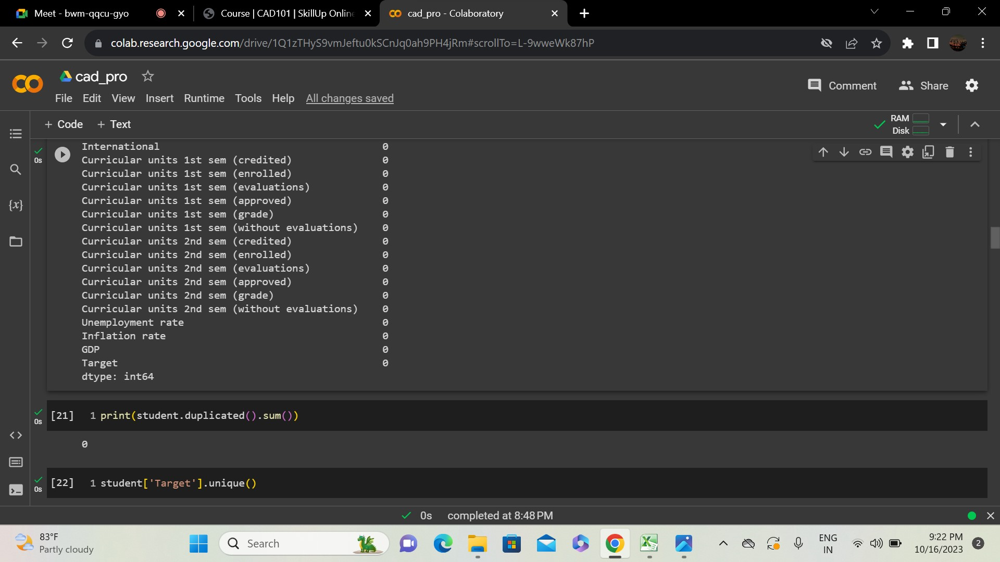 Meet - bwm-qqcu-gyo
Course | CAD101 | SkillUp Online
cad_pro - Colaboratory
colab.research.google.com/drive/1Q1zTHyS9vmJeftu0kSCnJq0ah9PH4jRm#scrollTo=L-9wweWk87hP
cad_pro
File Edit View Insert Runtime Tools Help All changes saved
Comment Share
+ Code + Text
RAM
Disk
0s
International 0
Curricular units 1st sem (credited) 0
Curricular units 1st sem (enrolled) 0
Curricular units 1st sem (evaluations) 0
Curricular units 1st sem (approved) 0
Curricular units 1st sem (grade) 0
Curricular units 1st sem (without evaluations) 0
Curricular units 2nd sem (credited) 0
Curricular units 2nd sem (enrolled) 0
Curricular units 2nd sem (evaluations) 0
Curricular units 2nd sem (approved) 0
Curricular units 2nd sem (grade) 0
Curricular units 2nd sem (without evaluations) 0
Unemployment rate 0
Inflation rate 0
GDP 0
Target 0
dtype: int64
0s [21] 1 print(student.duplicated().sum())
0
0s [22] 1 student['Target'].unique()
0s completed at 8:48 PM
83°F
Partly cloudy
Search
ENG
IN
9:22 PM
10/16/2023
2